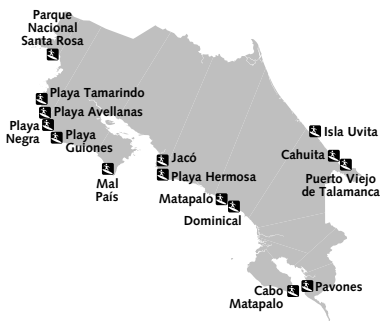 Parque
Nacional
Santa Rosa
Playa Tamarindo
Playa Avellanas
Playa
Negra
Playa
Guiones
Mal
País
Jacó
Playa Hermosa
Matapalo
Dominical
Isla Uvita
Cahuita
Puerto Viejo
de Talamanca
Cabo
Matapalo
Pavones